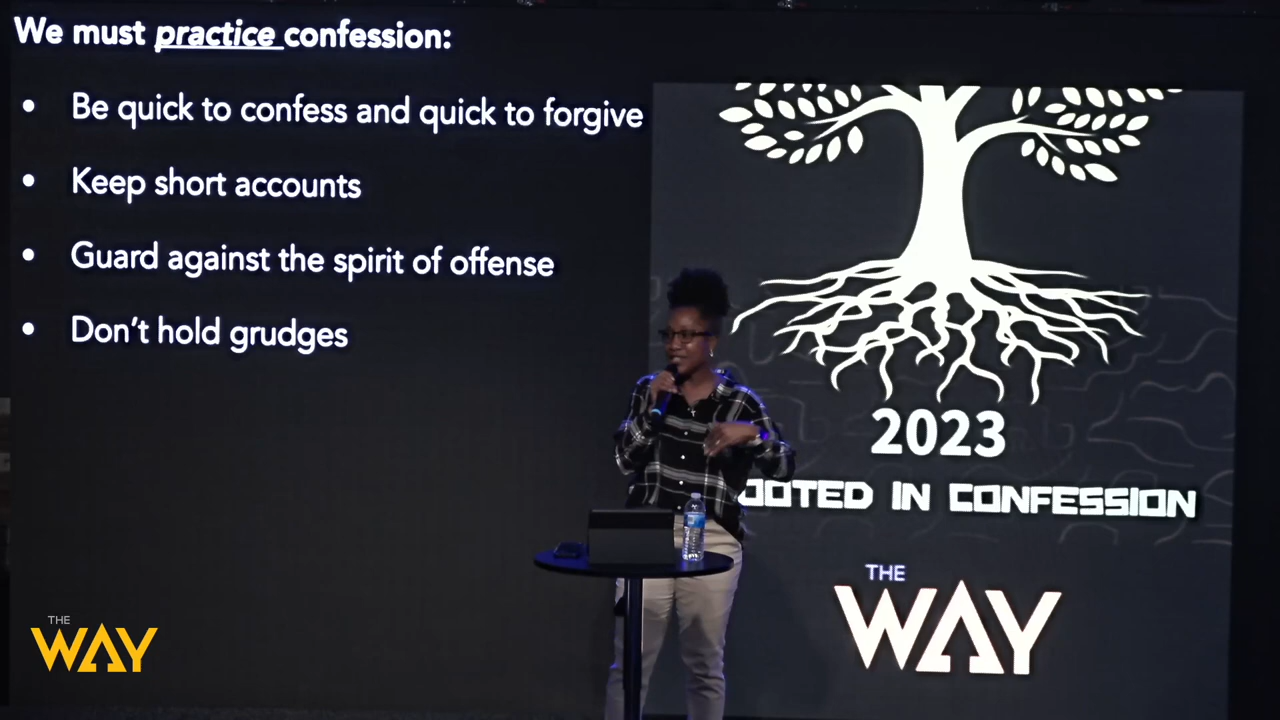 We must practice confession:
• Be quick to confess and quick to forgive
• Keep short accounts
• Guard against the spirit of offense
• Don't hold grudges
2023
OOTED IN CONFESSION
THE
WAY
THE
WAY